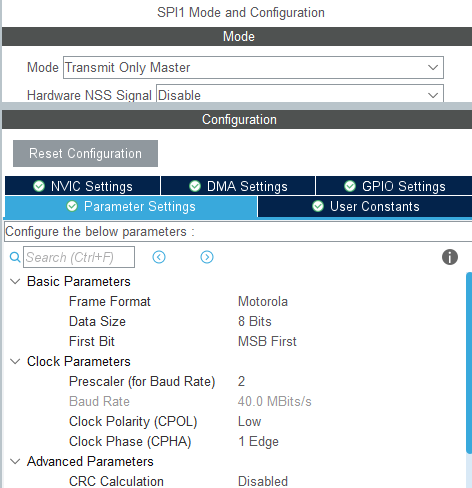 SPI1 Mode and Configuration
Mode
Mode Transmit Only Master
Hardware NSS Signal Disable
Configuration
Reset Configuration
NVIC Settings DMA Settings GPIO Settings
Parameter Settings User Constants
Configure the below parameters :
Search (Ctrl+F)
Basic Parameters
Frame Format Motorola
Data Size 8 Bits
First Bit MSB First
Clock Parameters
Prescaler (for Baud Rate) 2
Baud Rate 40.0 MBits/s
Clock Polarity (CPOL) Low
Clock Phase (CPHA) 1 Edge
Advanced Parameters
CRC Calculation Disabled